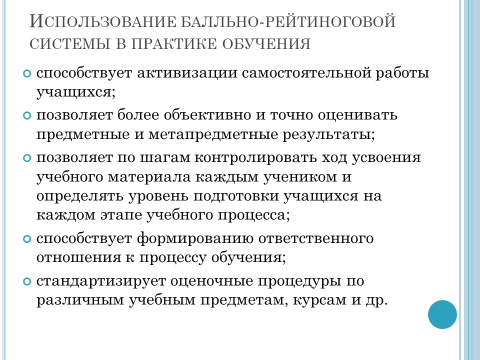 Использование балльно-рейтиноговой
системы в практике обучения
способствует активизации самостоятельной работы
учащихся;
позволяет более объективно и точно оценивать
предметные и метапредметные результаты;
позволяет по шагам контролировать ход усвоения
учебного материала каждым учеником и
определять уровень подготовки учащихся на
каждом этапе учебного процесса;
способствует формированию ответственного
отношения к процессу обучения;
стандартизирует оценочные процедуры по
различным учебным предметам, курсам и др.